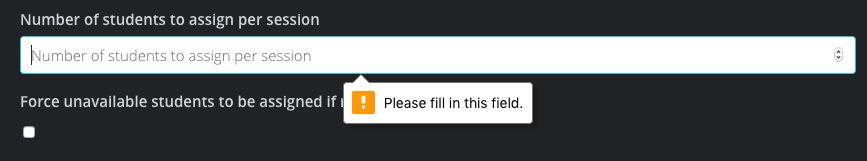 Number of students to assign per session
Number of students to assign per session
Please fill in this field.
Force unavailable students to be assigned if